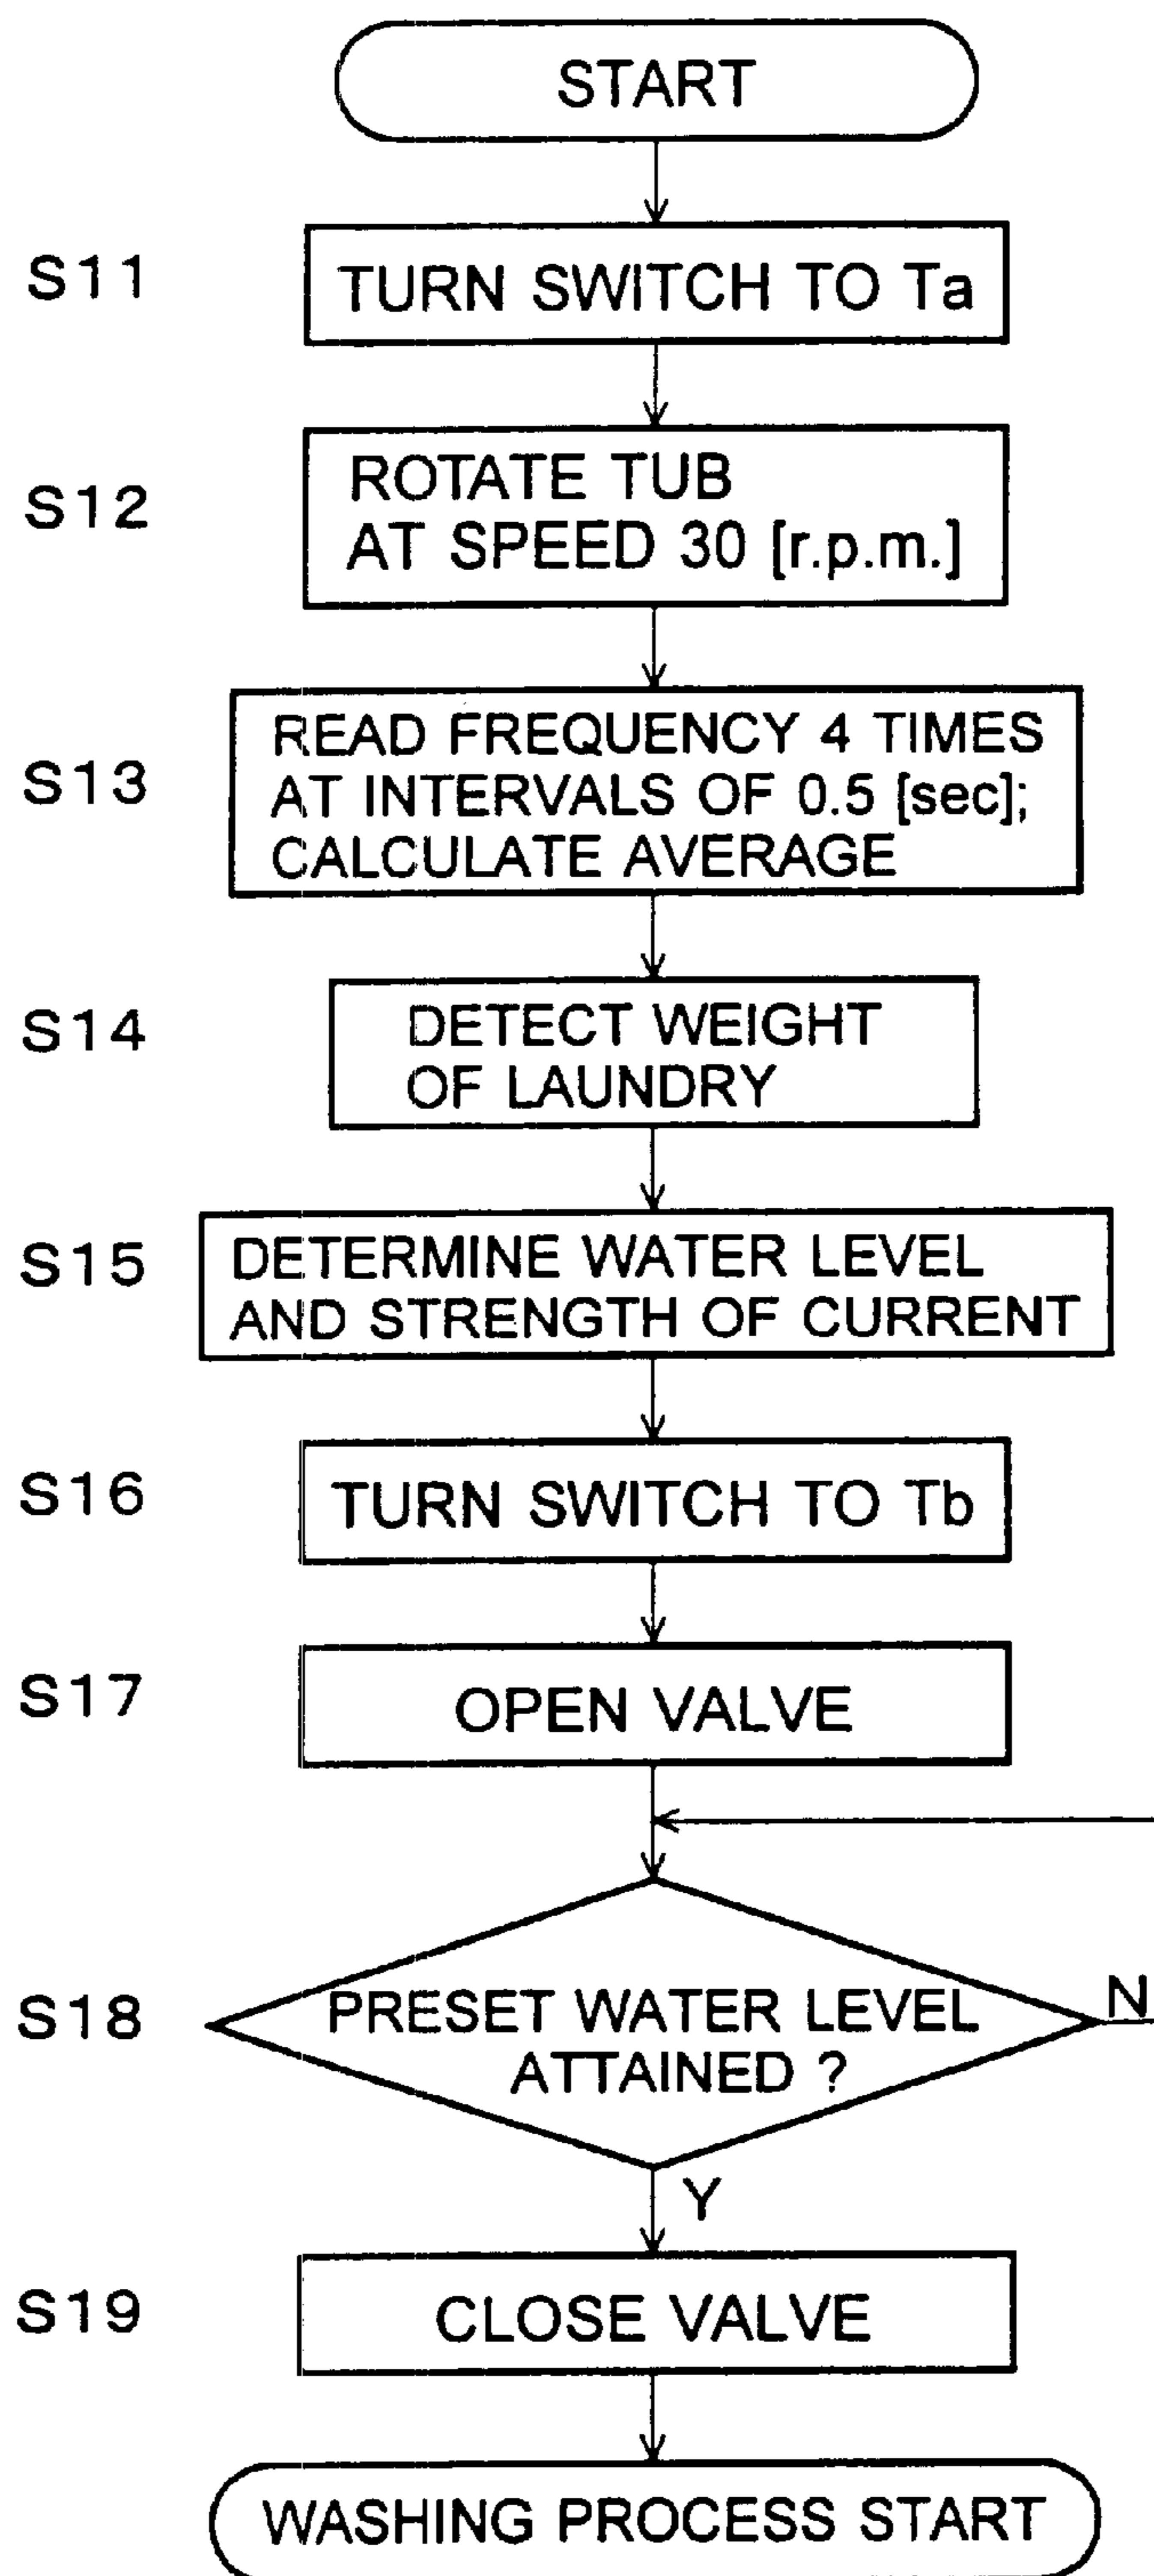 START
S11
TURN SWITCH TO Ta
S12
ROTATE TUB
AT SPEED 30 [r.p.m.]
S13
READ FREQUENCY 4 TIMES
AT INTERVALS OF 0.5 [sec];
CALCULATE AVERAGE
S14
DETECT WEIGHT
OF LAUNDRY
S15
DETERMINE WATER LEVEL
AND STRENGTH OF CURRENT
S16
TURN SWITCH TO Tb
S17
OPEN VALVE
S18
PRESET WATER LEVEL
ATTAINED ?
N
Y
S19
CLOSE VALVE
WASHING PROCESS START